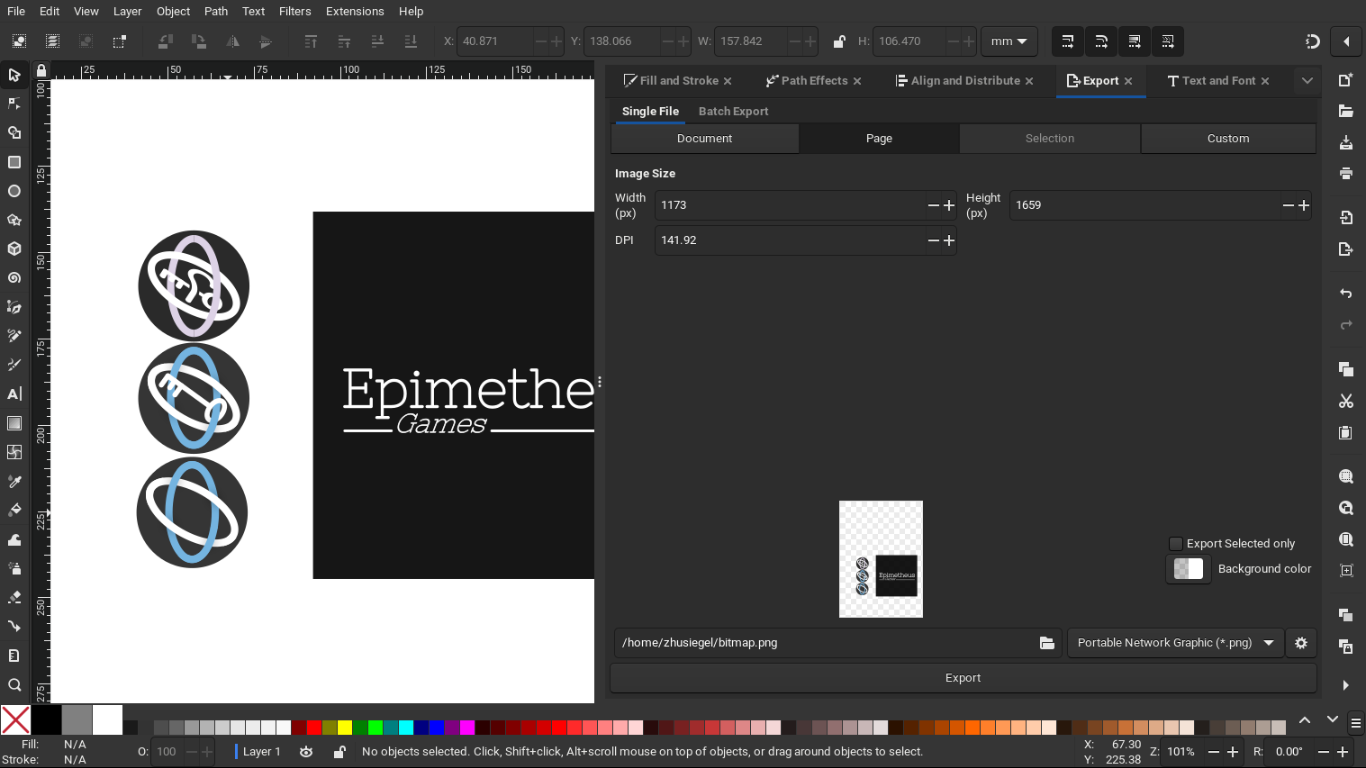 File Edit View Layer Object Path Text Filters Extensions Help
X: 40.871 Y: 138.066 W: 157.842 H: 106.470 mm
25 50 75 100 125 150
Fill and Stroke Path Effects Align and Distribute Export Text and Font
100
125
150
175
200
225
250
275
Single File Batch Export
Document Page Selection Custom
Image Size
Width (px) 1173 Height (px) 1659
DPI 141.92
Epimethe
Games
Epimetheus
Export Selected only
Background color
/home/zhusiegel/bitmap.png Portable Network Graphic (*.png)
Export
Fill: N/A
Stroke: N/A
O: 100 Layer 1 No objects selected. Click, Shift+click, Alt+scroll mouse on top of objects, or drag around objects to select.
X: 67.30
Y: 225.38
Z: 101% R: 0.00°